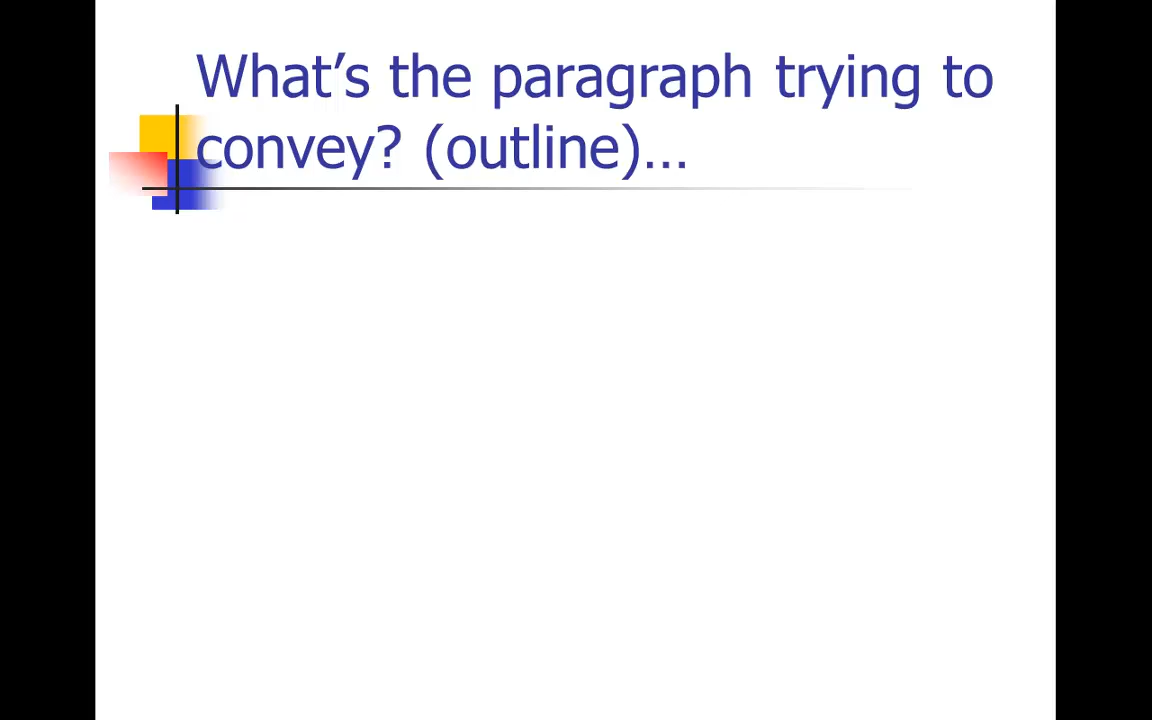 What’s the paragraph trying to
convey? (outline)…